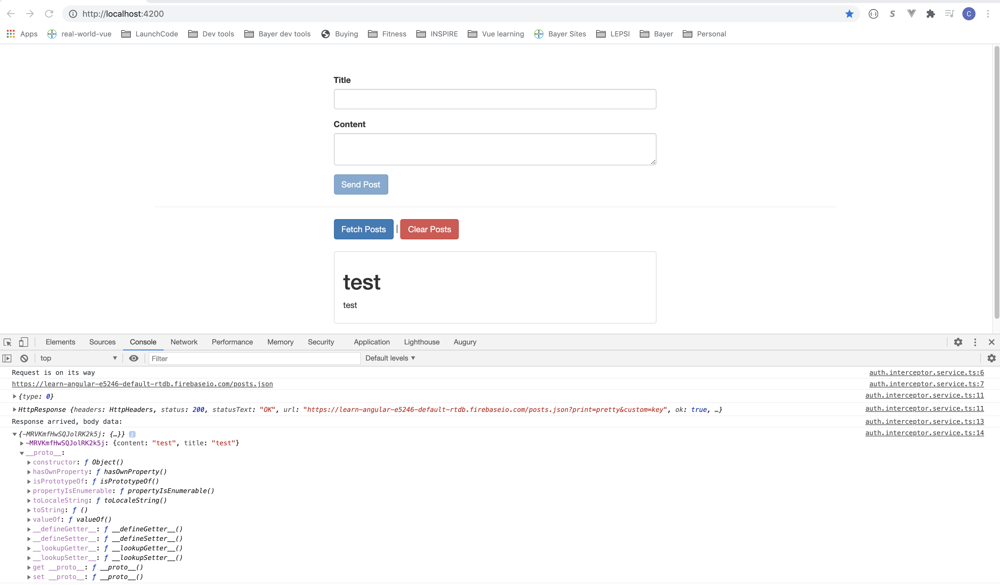 http://localhost:4200
C
Apps real-world-vue LaunchCode Dev tools Bayer dev tools Buying Fitness INSPIRE Vue learning Bayer Sites LEPSI Bayer Personal
Title
Content
Send Post
Fetch Posts | Clear Posts
test
test
Elements Sources Console Network Performance Memory Security Application Lighthouse Augury
top ▼ Filter Default levels ▼
Request is on its way auth.interceptor.service.ts:6
https://learn-angular-e5246-default-rtdb.firebaseio.com/posts.json auth.interceptor.service.ts:7
▶{type: 0} auth.interceptor.service.ts:11
▶HttpResponse {headers: HttpHeaders, status: 200, statusText: "OK", url: "https://learn-angular-e5246-default-rtdb.firebaseio.com/posts.json?print=pretty&custom=key", ok: true, …} auth.interceptor.service.ts:11
Response arrived, body data: auth.interceptor.service.ts:13
▼{-MRVKmfHwSQJolRK2k5j: {…}} i auth.interceptor.service.ts:14
▶-MRVKmfHwSQJolRK2k5j: {content: "test", title: "test"}
▼__proto__:
▶constructor: ƒ Object()
▶hasOwnProperty: ƒ hasOwnProperty()
▶isPrototypeOf: ƒ isPrototypeOf()
▶propertyIsEnumerable: ƒ propertyIsEnumerable()
▶toLocaleString: ƒ toLocaleString()
▶toString: ƒ ()
▶valueOf: ƒ valueOf()
▶__defineGetter__: ƒ __defineGetter__()
▶__defineSetter__: ƒ __defineSetter__()
▶__lookupGetter__: ƒ __lookupGetter__()
▶__lookupSetter__: ƒ __lookupSetter__()
▶get __proto__: ƒ __proto__()
▶set __proto__: ƒ __proto__()